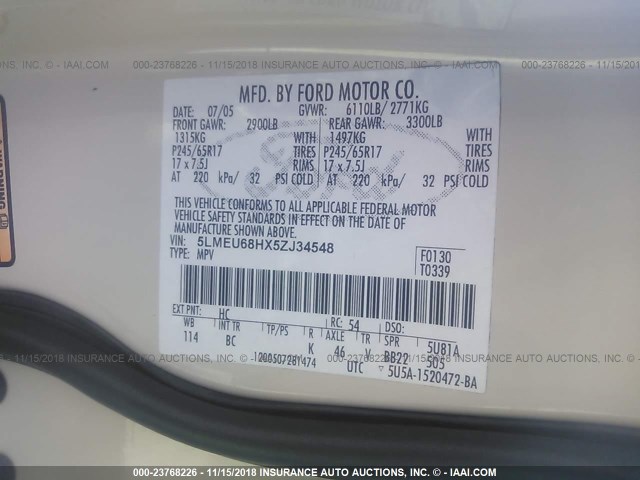 000-23768226 - 11/15/2018 INSURANCE AUTO AUCTIONS, INC. - IAAI.COM
MFD. BY FORD MOTOR CO.
DATE: 07/05 GVWR: 6110LB/ 2771KG
FRONT GAWR: 2900LB REAR GAWR: 3300LB
1315KG WITH 1497KG WITH
P245/65R17 TIRES P245/65R17 TIRES
17 x 7.5J RIMS 17 x 7.5J RIMS
AT 220 kPa/ 32 PSI COLD AT 220 kPa/ 32 PSI COLD
THIS VEHICLE CONFORMS TO ALL APPLICABLE FEDERAL MOTOR
VEHICLE SAFETY STANDARDS IN EFFECT ON THE DATE OF
MANUFACTURE SHOWN ABOVE.
VIN: 5LMEU68HX5ZJ34548 F0130
TYPE: MPV T0339
EXT PNT: HC RC: 54 DSO:
WB INT TR TP/PS R AXLE TR SPR 5U81A
114 BC K 46 V BB22 505
1200507281474 UTC ▽ 5U5A-1520472-BA
000-23768226 - 11/15/2018 INSURANCE AUTO AUCTIONS, INC. - IAAI.COM